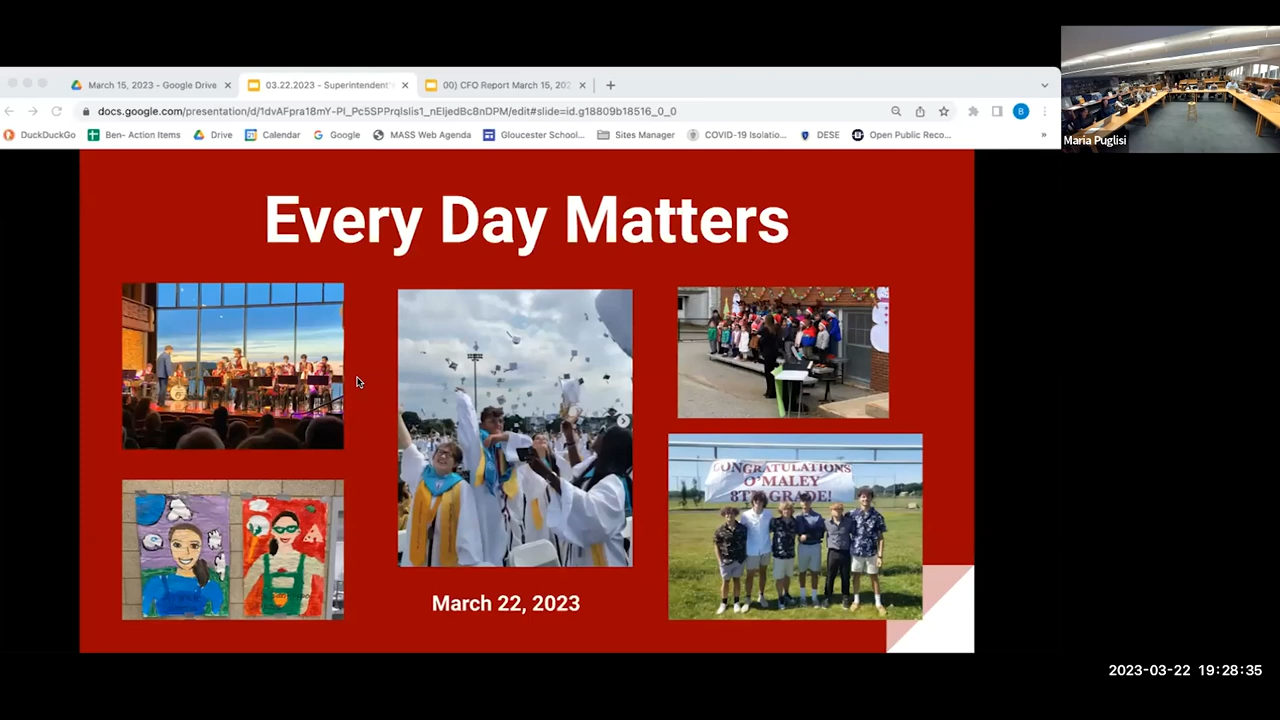 March 15, 2023 - Google Drive
03.22.2023 - Superintendent'
00) CFO Report March 15, 202
docs.google.com/presentation/d/1dvAFpra18mY-PI_Pc5SPPrqIslis1_nEljedBc8nDPM/edit#slide=id.g18809b18516_0_0
B
DuckDuckGo
Ben- Action Items
Drive
Calendar
Google
MASS Web Agenda
Gloucester School...
Sites Manager
COVID-19 Isolatio...
DESE
Open Public Reco...
»
Maria Puglisi
Every Day Matters
CONGRATULATIONS
O'MALEY
8TH GRADE!
March 22, 2023
2023-03-22 19:28:35